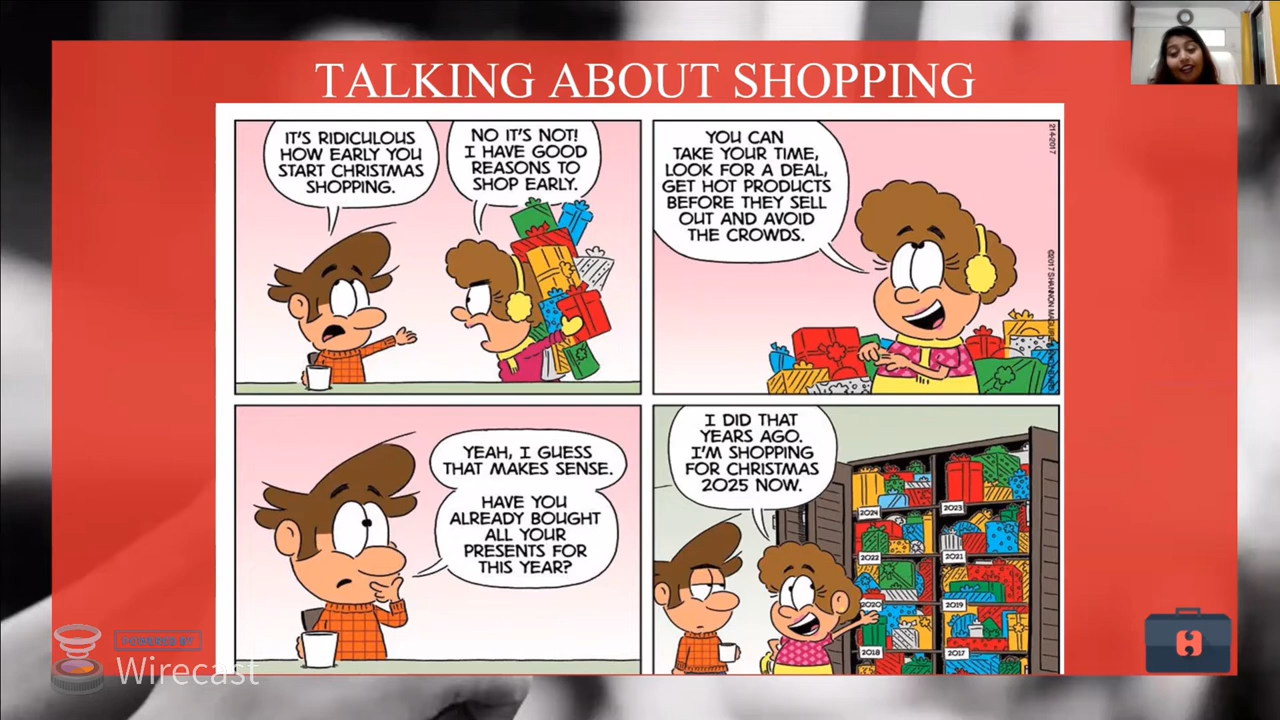 TALKING ABOUT SHOPPING
IT'S RIDICULOUS
HOW EARLY YOU
START CHRISTMAS
SHOPPING.
NO IT'S NOT!
I HAVE GOOD
REASONS TO
SHOP EARLY.
YOU CAN
TAKE YOUR TIME,
LOOK FOR A DEAL,
GET HOT PRODUCTS
BEFORE THEY SELL
OUT AND AVOID
THE CROWDS.
©2017 SHANNON
YEAH, I GUESS
THAT MAKES SENSE.
HAVE YOU
ALREADY BOUGHT
ALL YOUR
PRESENTS FOR
THIS YEAR?
I DID THAT
YEARS AGO.
I'M SHOPPING
FOR CHRISTMAS
2025 NOW.
2024 2023
2022 2021
2020 2019
2018 2017
POWERED BY
Wirecast